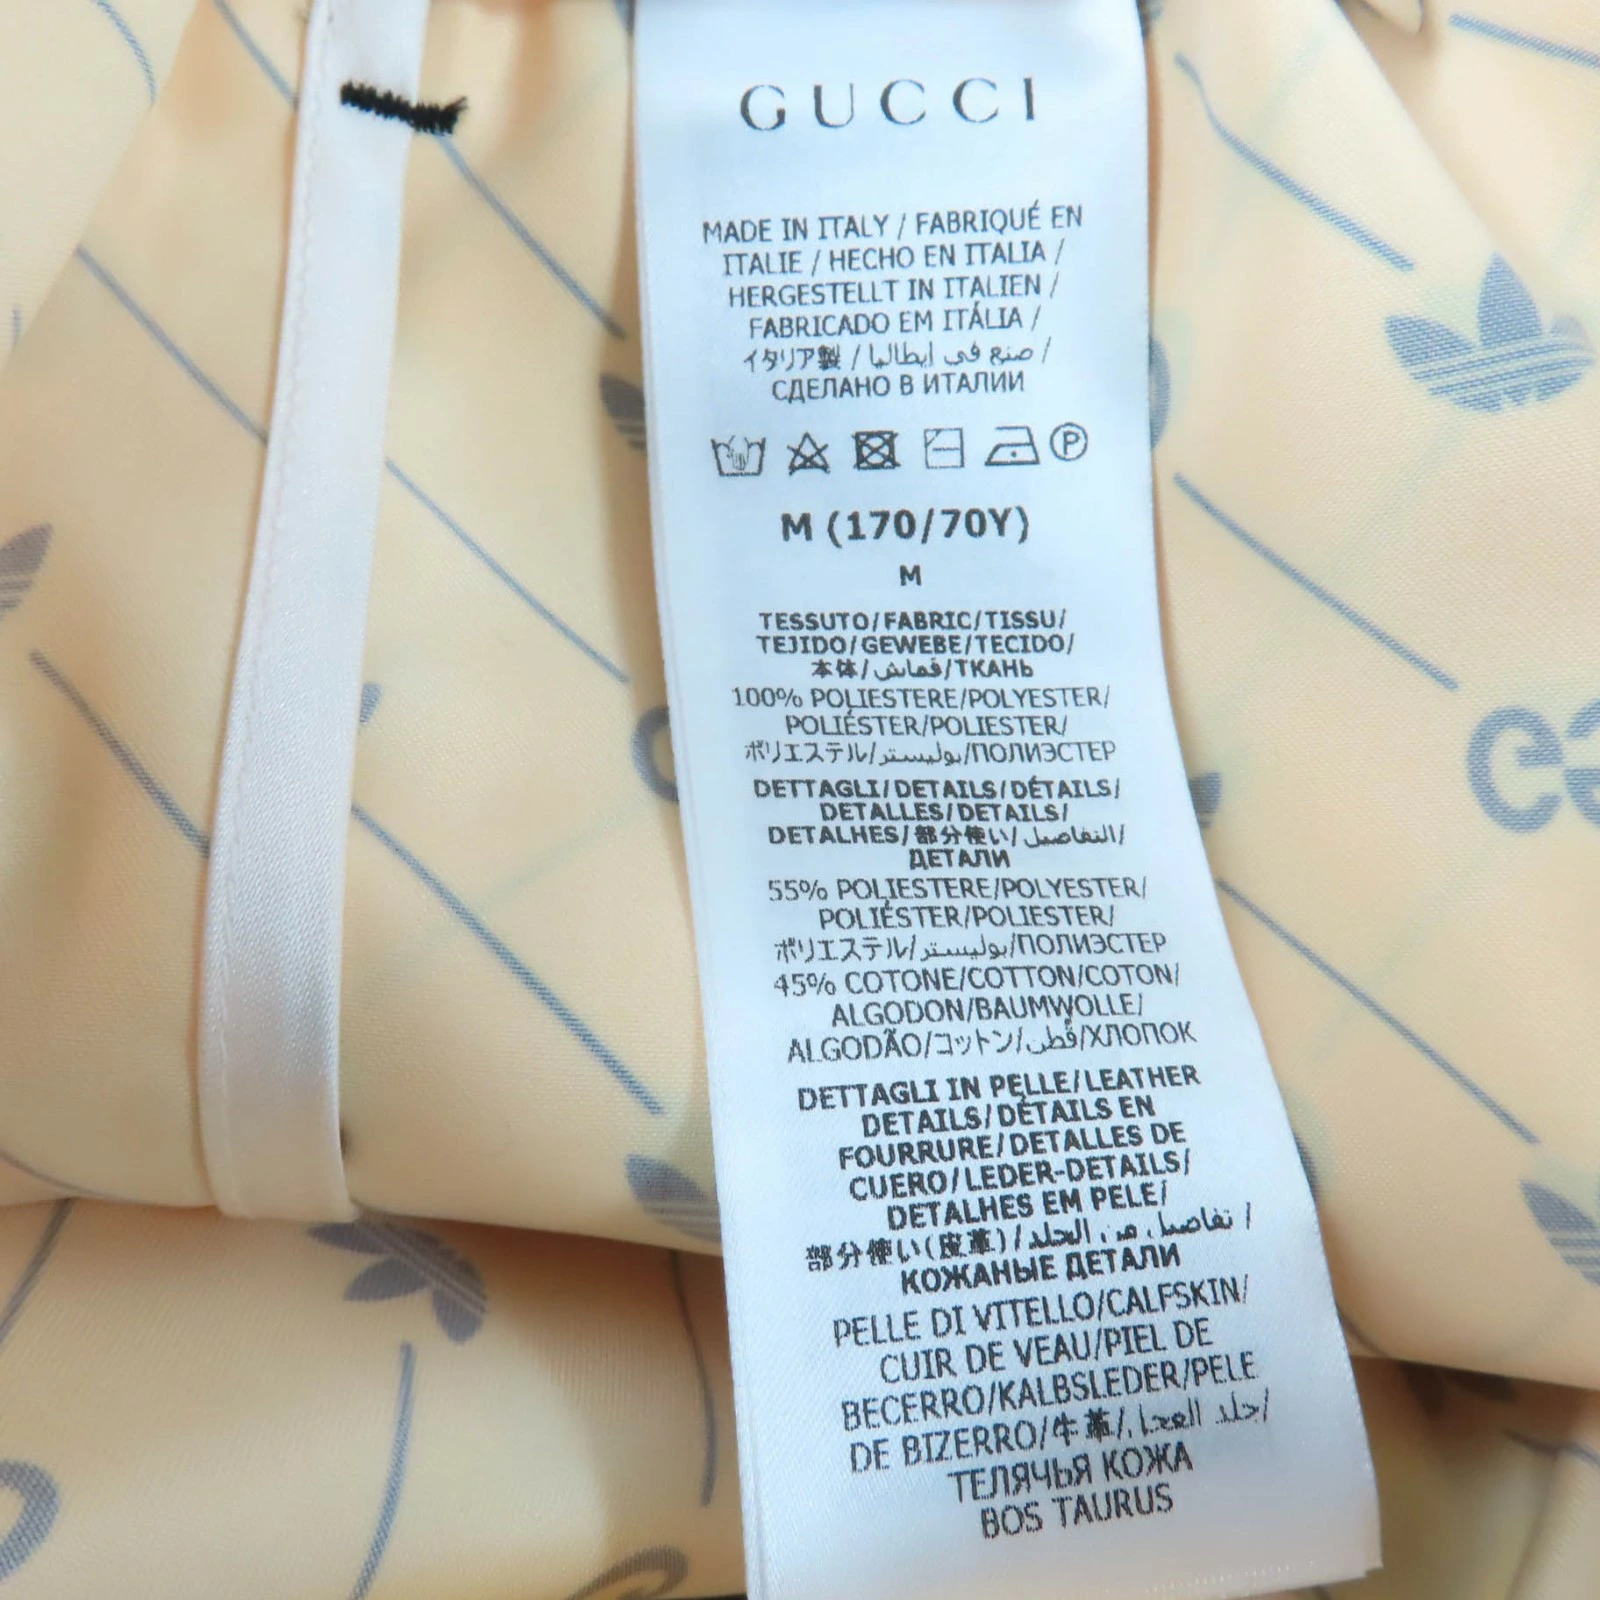 GUCCI
MADE IN ITALY / FABRIQUÉ EN
ITALIE / HECHO EN ITALIA /
HERGESTELLT IN ITALIEN /
FABRICADO EM ITÁLIA /
イタリア製 / صنع في إيطاليا /
СДЕЛАНО В ИТАЛИИ
P
M (170/70Y)
M
TESSUTO/FABRIC/TISSU/
TEJIDO/GEWEBE/TECIDO/
本体/قماش/ТКАНЬ
100% POLIESTERE/POLYESTER/
POLIÉSTER/POLIESTER/
ポリエステル/بوليستر/ПОЛИЭСТЕР
DETTAGLI/DETAILS/DÉTAILS/
DETALLES/DETAILS/
DETALHES/部分使い/التفاصيل/
ДЕТАЛИ
55% POLIESTERE/POLYESTER/
POLIÉSTER/POLIESTER/
ポリエステル/بوليستر/ПОЛИЭСТЕР
45% COTONE/COTTON/COTON/
ALGODON/BAUMWOLLE/
ALGODÃO/コットン/قطن/ХЛОПОК
DETTAGLI IN PELLE/LEATHER
DETAILS/DÉTAILS EN
FOURRURE/DETALLES DE
CUERO/LEDER-DETAILS/
DETALHES EM PELE/
部分使い(皮革)/تفاصيل من الجلد /
КОЖАНЫЕ ДЕТАЛИ
PELLE DI VITELLO/CALFSKIN/
CUIR DE VEAU/PIEL DE
BECERRO/KALBSLEDER/PELE
DE BIZERRO/牛革/جلد العجل/
ТЕЛЯЧЬЯ КОЖА
BOS TAURUS